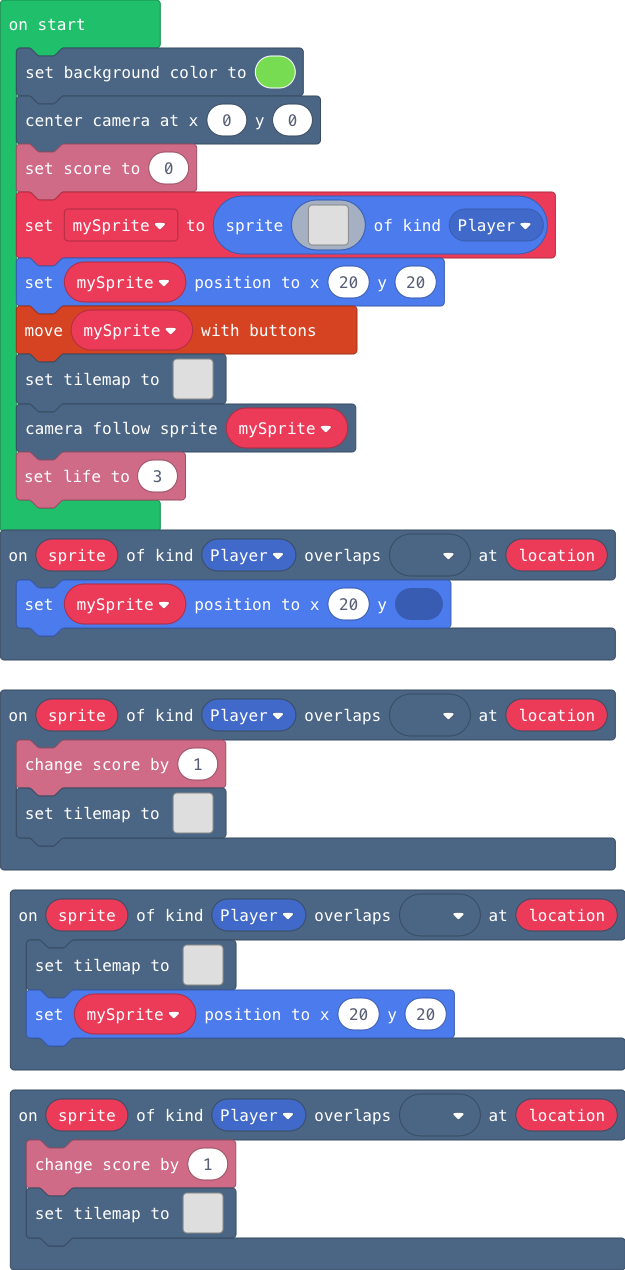 on start
set background color to
center camera at x 0 y 0
set score to 0
set mySprite to sprite of kind Player
set mySprite position to x 20 y 20
move mySprite with buttons
set tilemap to
camera follow sprite mySprite
set life to 3
on sprite of kind Player overlaps at location
set mySprite position to x 20 y
on sprite of kind Player overlaps at location
change score by 1
set tilemap to
on sprite of kind Player overlaps at location
set tilemap to
set mySprite position to x 20 y 20
on sprite of kind Player overlaps at location
change score by 1
set tilemap to